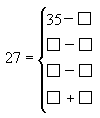 35 – □
□ – □
27 =
□ – □
□ + □